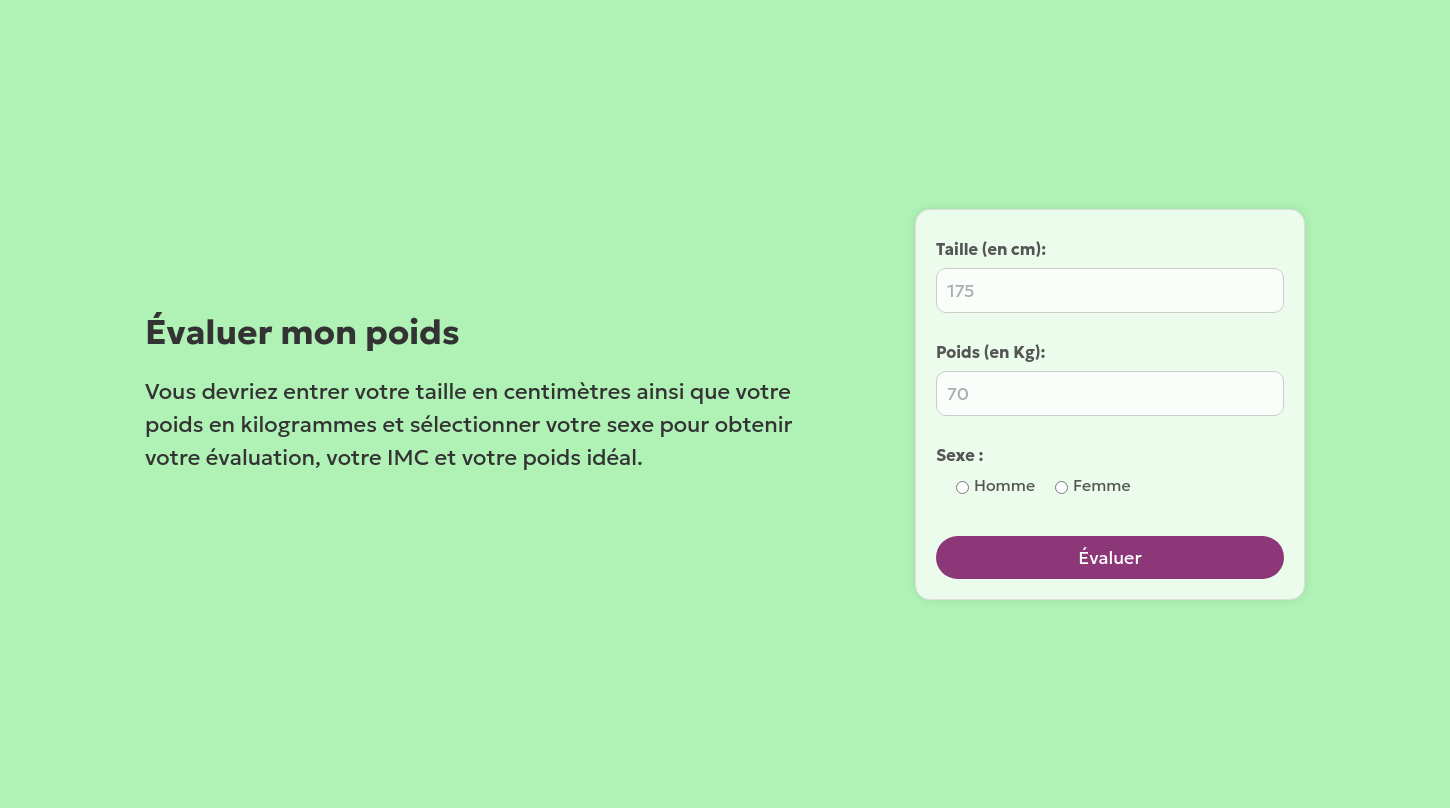 Évaluer mon poids
Vous devriez entrer votre taille en centimètres ainsi que votre
poids en kilogrammes et sélectionner votre sexe pour obtenir
votre évaluation, votre IMC et votre poids idéal.
Taille (en cm):
175
Poids (en Kg):
70
Sexe :
Homme Femme
Évaluer